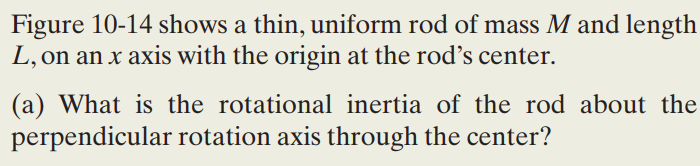 Figure 10-14 shows a thin, uniform rod of mass M and length
L, on an x axis with the origin at the rod's center.
(a) What is the rotational inertia of the rod about the
perpendicular rotation axis through the center?